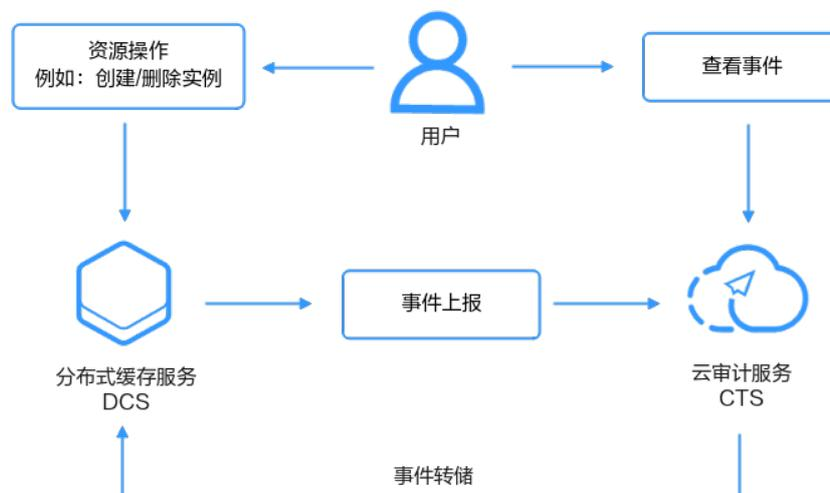 资源操作
例如：创建/删除实例
用户
查看事件
事件上报
分布式缓存服务
DCS
云审计服务
CTS
事件转储